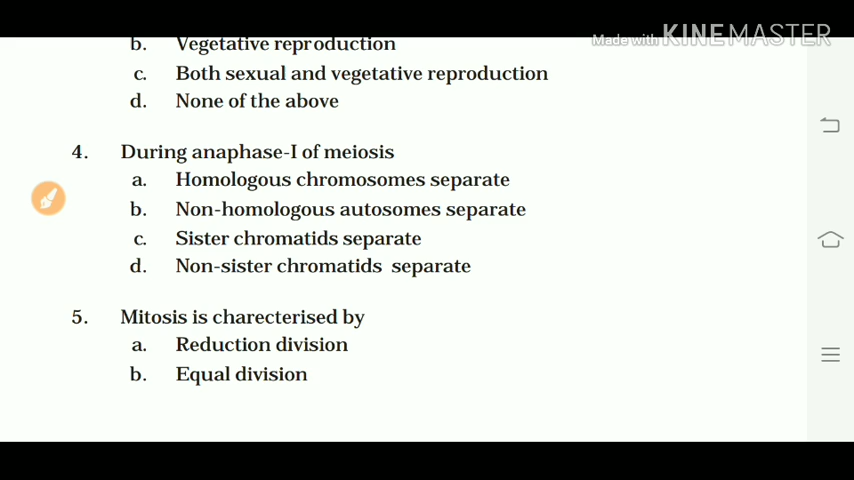 Made with KINEMASTER
b. Vegetative reproduction
c. Both sexual and vegetative reproduction
d. None of the above
4. During anaphase-I of meiosis
a. Homologous chromosomes separate
b. Non-homologous autosomes separate
c. Sister chromatids separate
d. Non-sister chromatids separate
5. Mitosis is charecterised by
a. Reduction division
b. Equal division